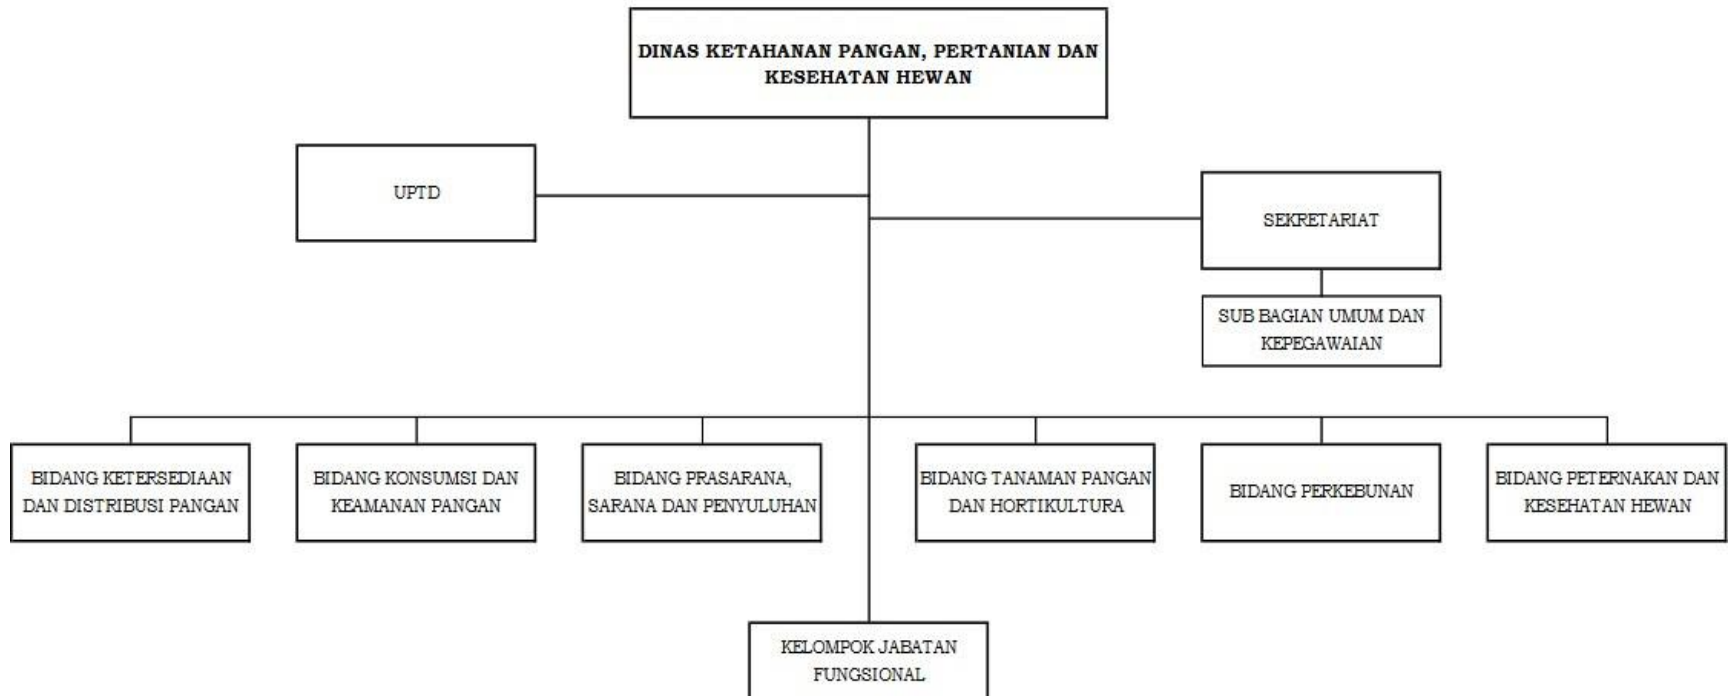 DINAS KETAHANAN PANGAN, PERTANIAN DAN
KESEHATAN HEWAN
UPTD
SEKRETARIAT
SUB BAGIAN UMUM DAN
KEPEGAWAIAN
BIDANG KETERSEDIAAN
DAN DISTRIBUSI PANGAN
BIDANG KONSUMSI DAN
KEAMANAN PANGAN
BIDANG PRASARANA,
SARANA DAN PENYULUHAN
BIDANG TANAMAN PANGAN
DAN HORTIKULTURA
BIDANG PERKEBUNAN
BIDANG PETERNAKAN DAN
KESEHATAN HEWAN
KELOMPOK JABATAN
FUNGSIONAL